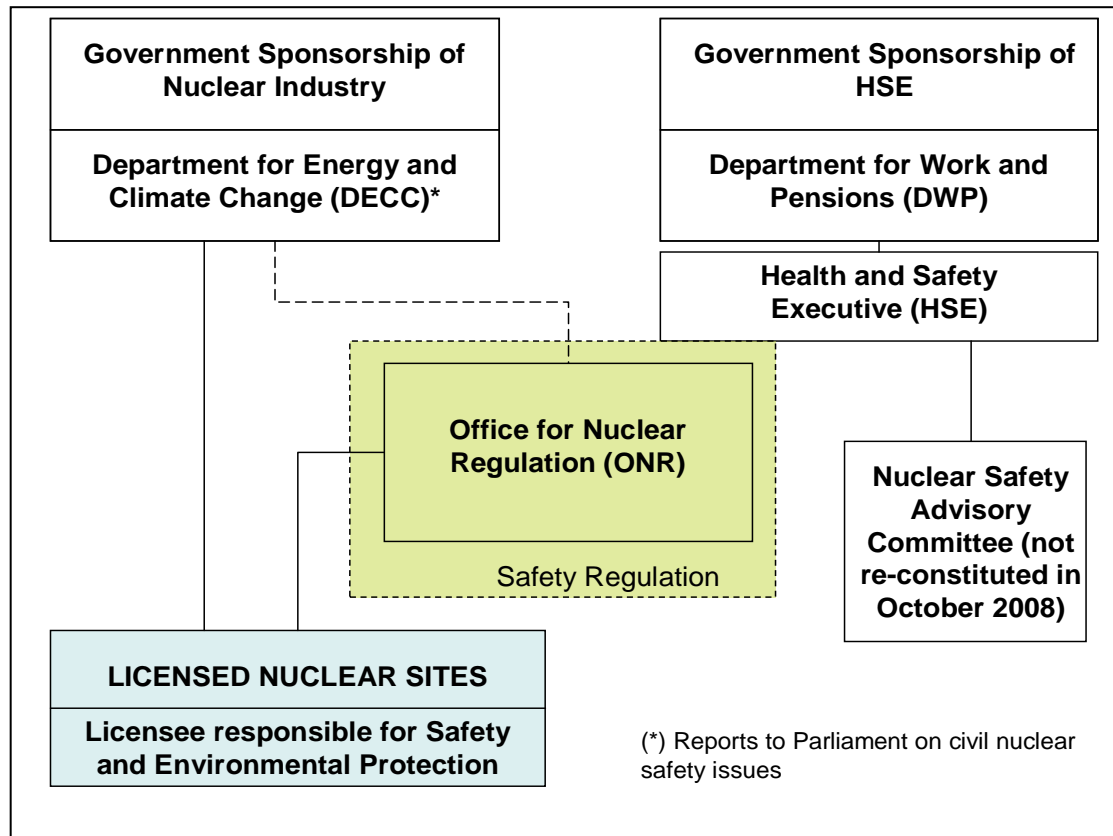 Government Sponsorship of
Nuclear Industry
Department for Energy and
Climate Change (DECC)*
Government Sponsorship of
HSE
Department for Work and
Pensions (DWP)
Health and Safety
Executive (HSE)
Office for Nuclear
Regulation (ONR)
Safety Regulation
Nuclear Safety
Advisory
Committee (not
re-constituted in
October 2008)
LICENSED NUCLEAR SITES
Licensee responsible for Safety
and Environmental Protection
(*) Reports to Parliament on civil nuclear
safety issues